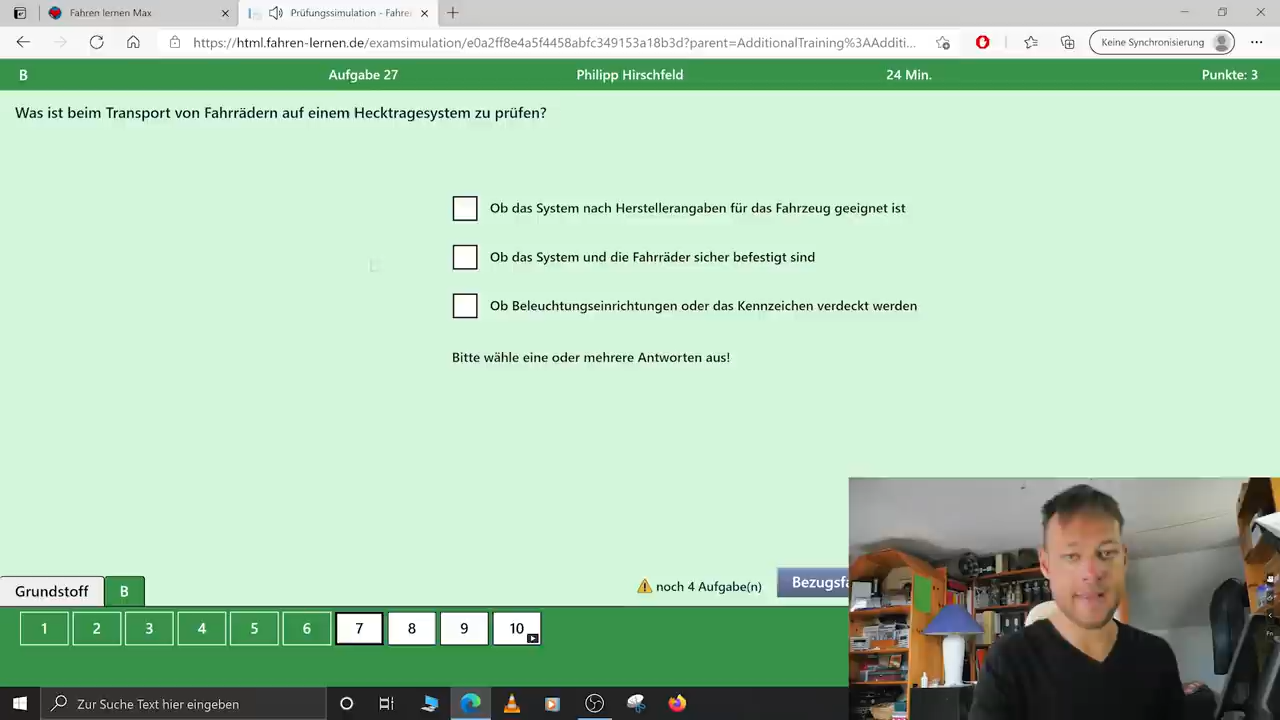 Fahren lernen Max
Prüfungssimulation - Fahre
https://html.fahren-lernen.de/examsimulation/e0a2ff8e4a5f4458abfc349153a18b3d?parent=AdditionalTraining%3AAdditi...
Keine Synchronisierung
B
Aufgabe 27
Philipp Hirschfeld
24 Min.
Punkte: 3
Was ist beim Transport von Fahrrädern auf einem Hecktragesystem zu prüfen?
Ob das System nach Herstellerangaben für das Fahrzeug geeignet ist
Ob das System und die Fahrräder sicher befestigt sind
Ob Beleuchtungseinrichtungen oder das Kennzeichen verdeckt werden
Bitte wähle eine oder mehrere Antworten aus!
Grundstoff
B
noch 4 Aufgabe(n)
Bezugsfa
1
2
3
4
5
6
7
8
9
10
Zur Suche Text hier eingeben